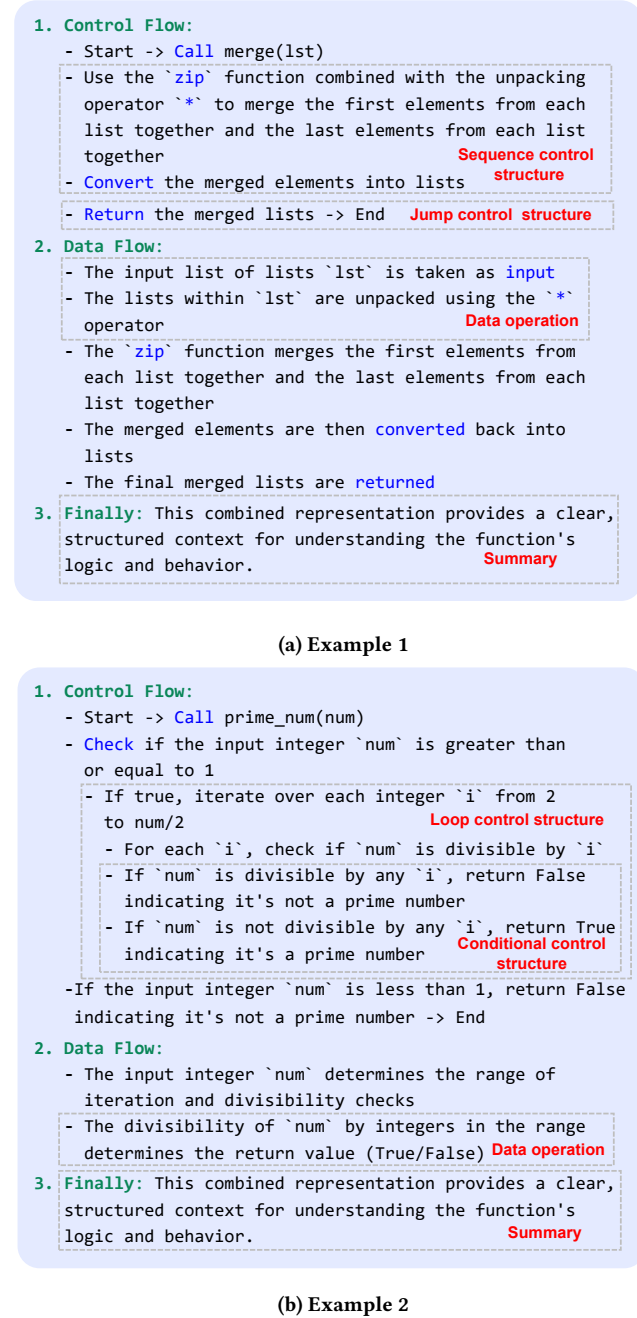 1. Control Flow:
- Start -> Call merge(lst)
- Use the `zip` function combined with the unpacking
operator `*` to merge the first elements from each
list together and the last elements from each list
together
Sequence control
structure
- Convert the merged elements into lists
- Return the merged lists -> End Jump control structure
2. Data Flow:
- The input list of lists `lst` is taken as input
- The lists within `lst` are unpacked using the `*`
operator Data operation
- The `zip` function merges the first elements from
each list together and the last elements from each
list together
- The merged elements are then converted back into
lists
- The final merged lists are returned
3. Finally: This combined representation provides a clear,
structured context for understanding the function's
logic and behavior. Summary
(a) Example 1
1. Control Flow:
- Start -> Call prime_num(num)
- Check if the input integer `num` is greater than
or equal to 1
- If true, iterate over each integer `i` from 2
to num/2 Loop control structure
- For each `i`, check if `num` is divisible by `i`
- If `num` is divisible by any `i`, return False
indicating it's not a prime number
- If `num` is not divisible by any `i`, return True
indicating it's a prime number Conditional control
structure
-If the input integer `num` is less than 1, return False
indicating it's not a prime number -> End
2. Data Flow:
- The input integer `num` determines the range of
iteration and divisibility checks
- The divisibility of `num` by integers in the range
determines the return value (True/False) Data operation
3. Finally: This combined representation provides a clear,
structured context for understanding the function's
logic and behavior. Summary
(b) Example 2